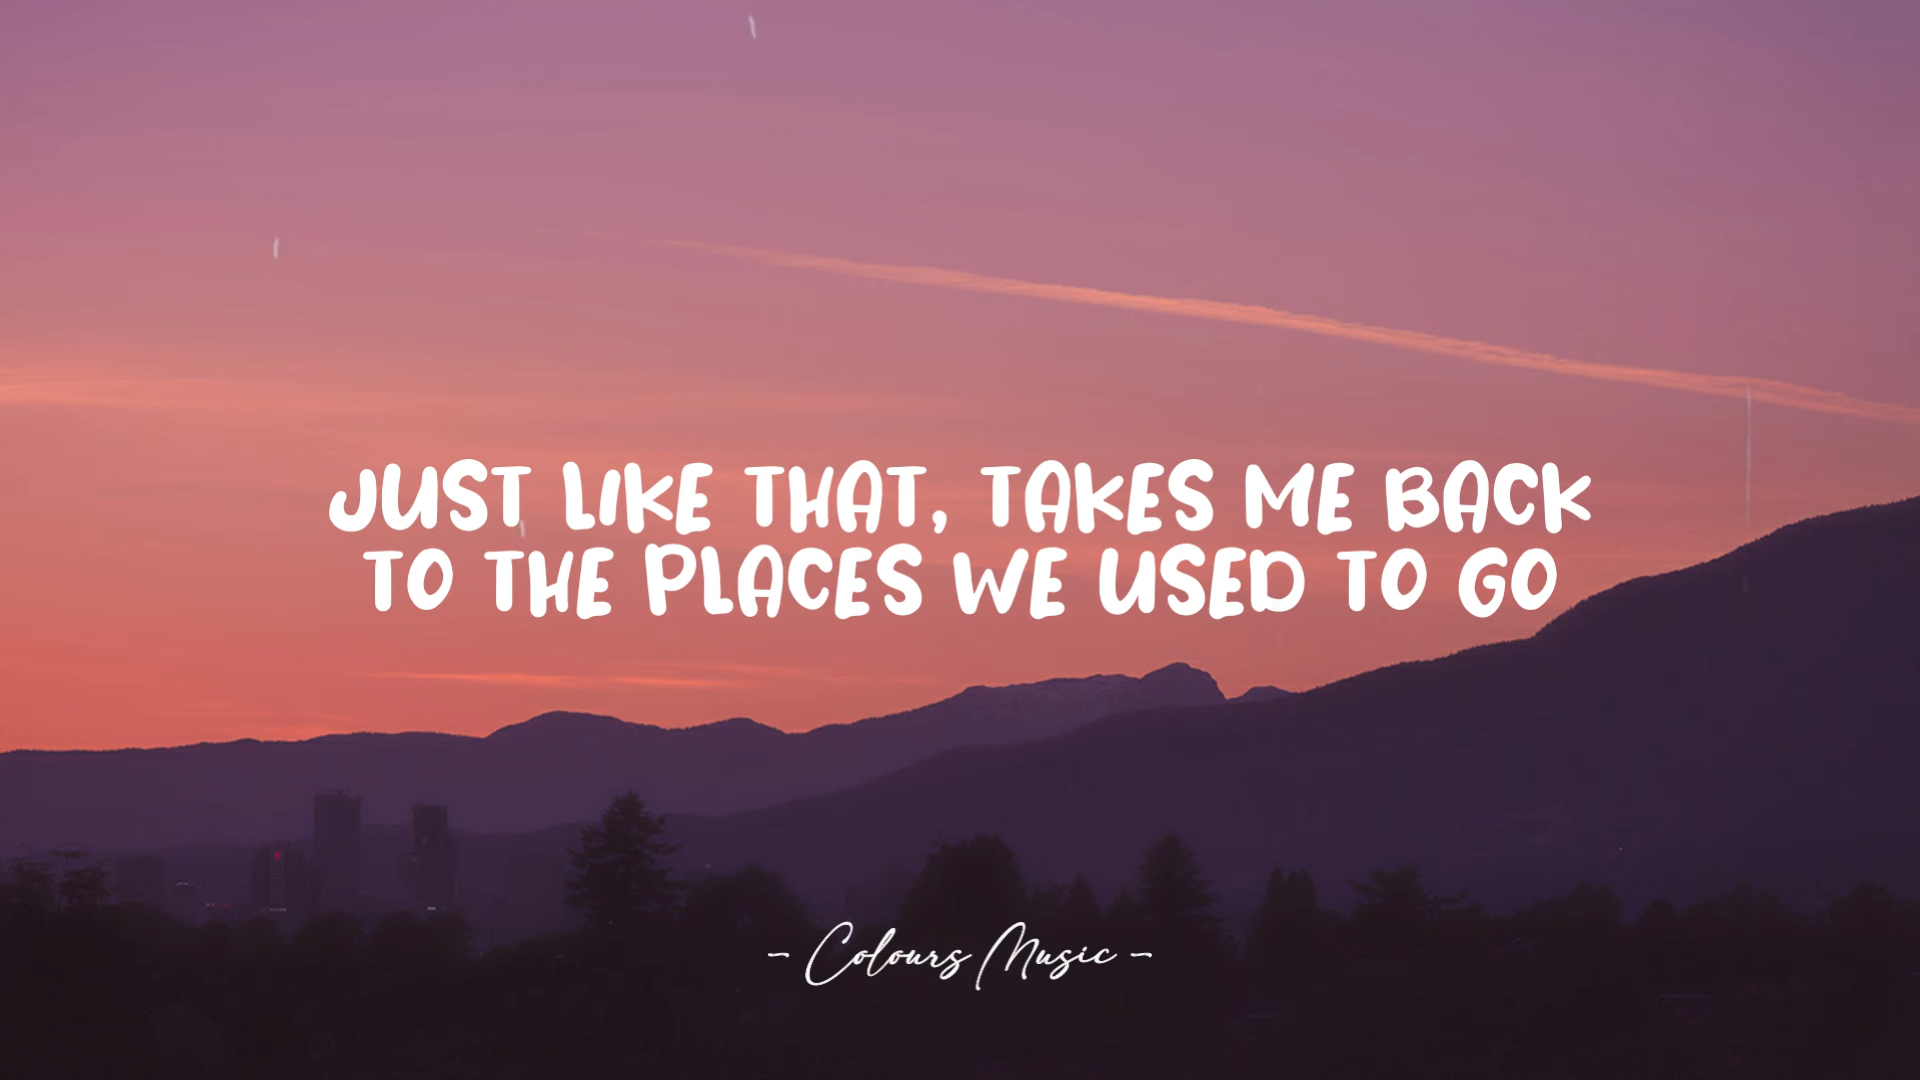 JUST LIKE THAT, TAKES ME BACK
TO THE PLACES WE USED TO GO
- Colours Music -